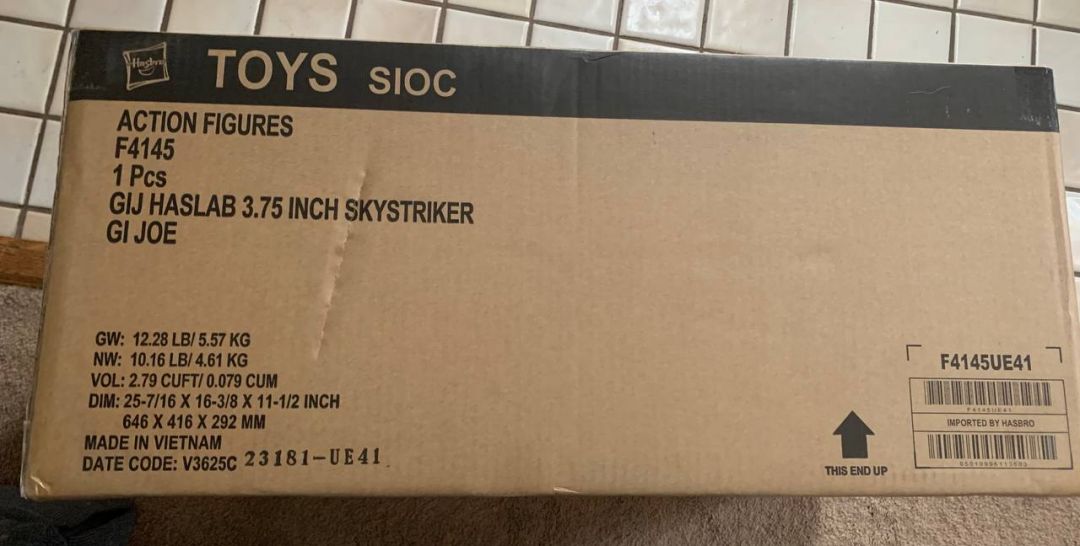 Hasbro
TOYS SIOC
ACTION FIGURES
F4145
1 Pcs
GIJ HASLAB 3.75 INCH SKYSTRIKER
GI JOE
GW: 12.28 LB/ 5.57 KG
NW: 10.16 LB/ 4.61 KG
VOL: 2.79 CUFT/ 0.079 CUM
DIM: 25-7/16 X 16-3/8 X 11-1/2 INCH
646 X 416 X 292 MM
MADE IN VIETNAM
DATE CODE: V3625C 23181-UE41
THIS END UP
F4145UE41
F4145UE41
IMPORTED BY HASBRO